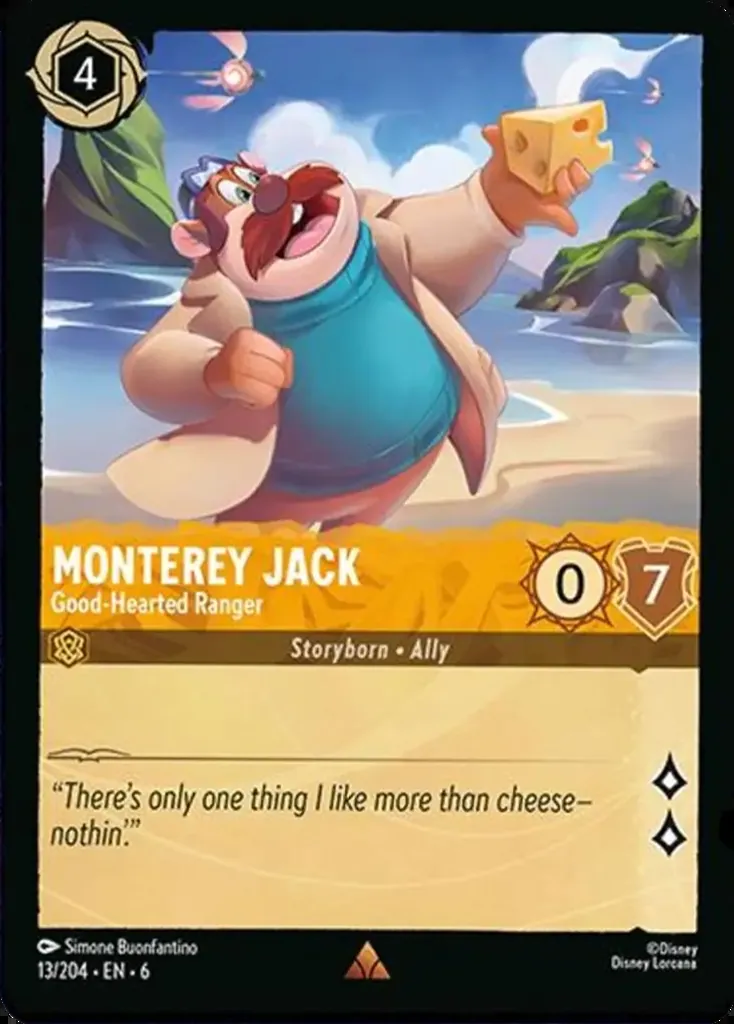 4
MONTEREY JACK
Good-Hearted Ranger
0
7
Storyborn • Ally
“There’s only one thing I like more than cheese–
nothin’.”
Simone Buonfantino
©Disney
13/204 • EN • 6
Disney Lorcana